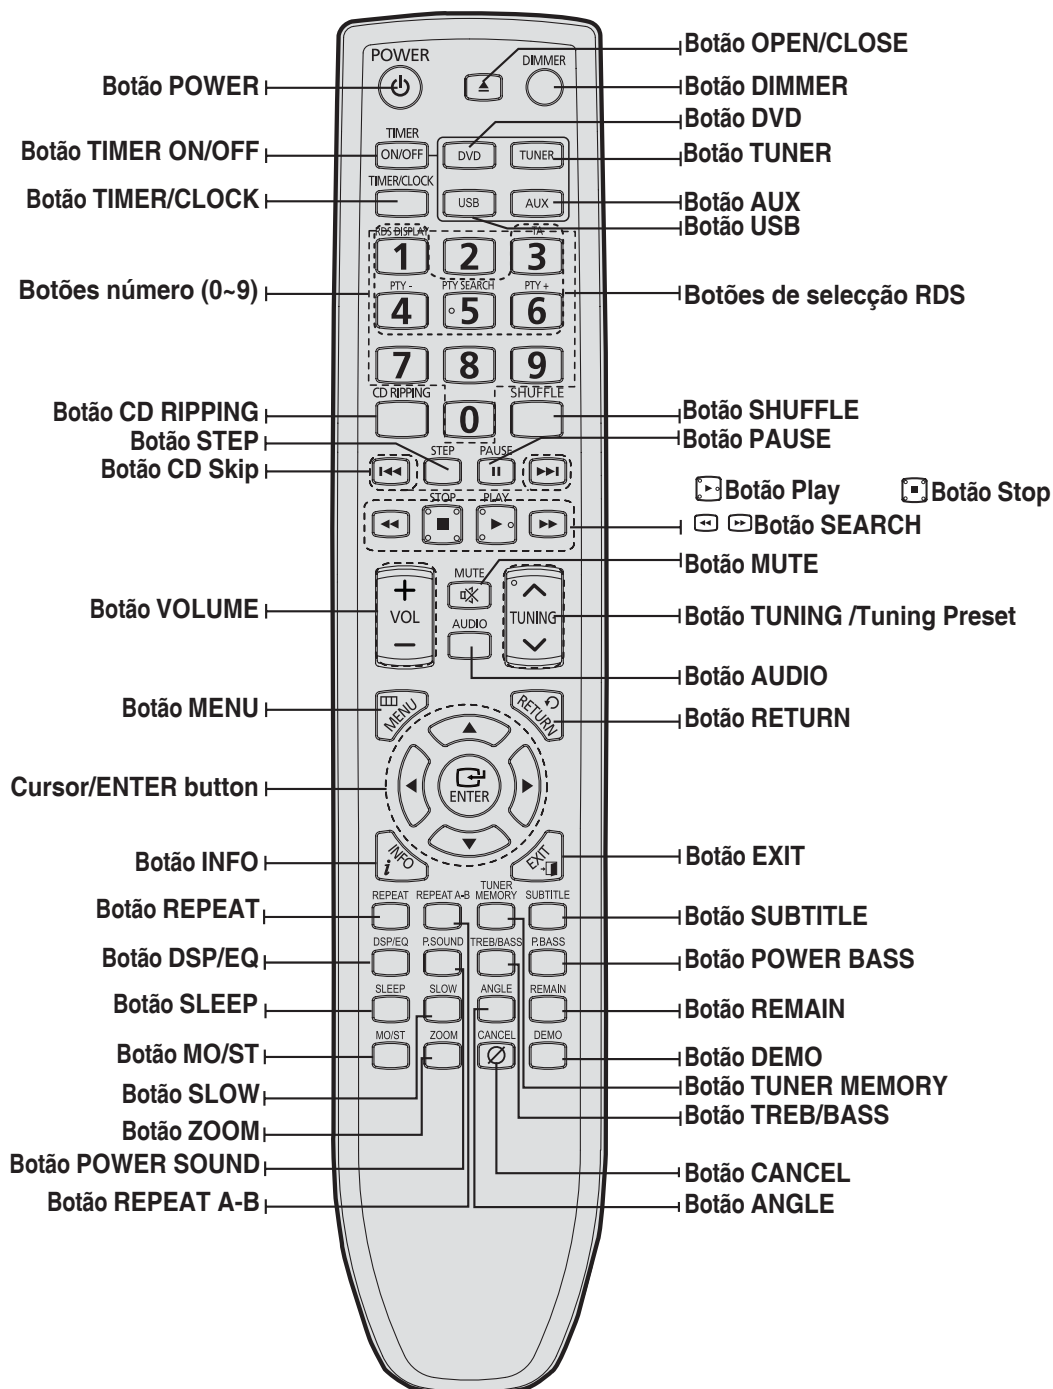 Botão POWER
Botão TIMER ON/OFF
Botão TIMER/CLOCK
Botões número (0~9)
Botão CD RIPPING
Botão STEP
Botão CD Skip
Botão VOLUME
Botão MENU
Cursor/ENTER button
Botão INFO
Botão REPEAT
Botão DSP/EQ
Botão SLEEP
Botão MO/ST
Botão SLOW
Botão ZOOM
Botão POWER SOUND
Botão REPEAT A-B
POWER
DIMMER
TIMER
ON/OFF
DVD
TUNER
TIMER/CLOCK
USB
AUX
RDS DISPLAY
TA
1
2
3
PTY -
PTY SEARCH
PTY +
4
5
6
7
8
9
CD RIPPING
0
SHUFFLE
STEP
PAUSE
STOP
PLAY
+
VOL
−
MUTE
AUDIO
TUNING
MENU
RETURN
ENTER
INFO
i
EXIT
REPEAT
REPEAT A-B
TUNER
MEMORY
SUBTITLE
DSP/EQ
P.SOUND
TREB/BASS
P.BASS
SLEEP
SLOW
ANGLE
REMAIN
MO/ST
ZOOM
CANCEL
DEMO
Botão OPEN/CLOSE
Botão DIMMER
Botão DVD
Botão TUNER
Botão AUX
Botão USB
Botões de selecção RDS
Botão SHUFFLE
Botão PAUSE
Botão Play
Botão Stop
Botão SEARCH
Botão MUTE
Botão TUNING /Tuning Preset
Botão AUDIO
Botão RETURN
Botão EXIT
Botão SUBTITLE
Botão POWER BASS
Botão REMAIN
Botão DEMO
Botão TUNER MEMORY
Botão TREB/BASS
Botão CANCEL
Botão ANGLE